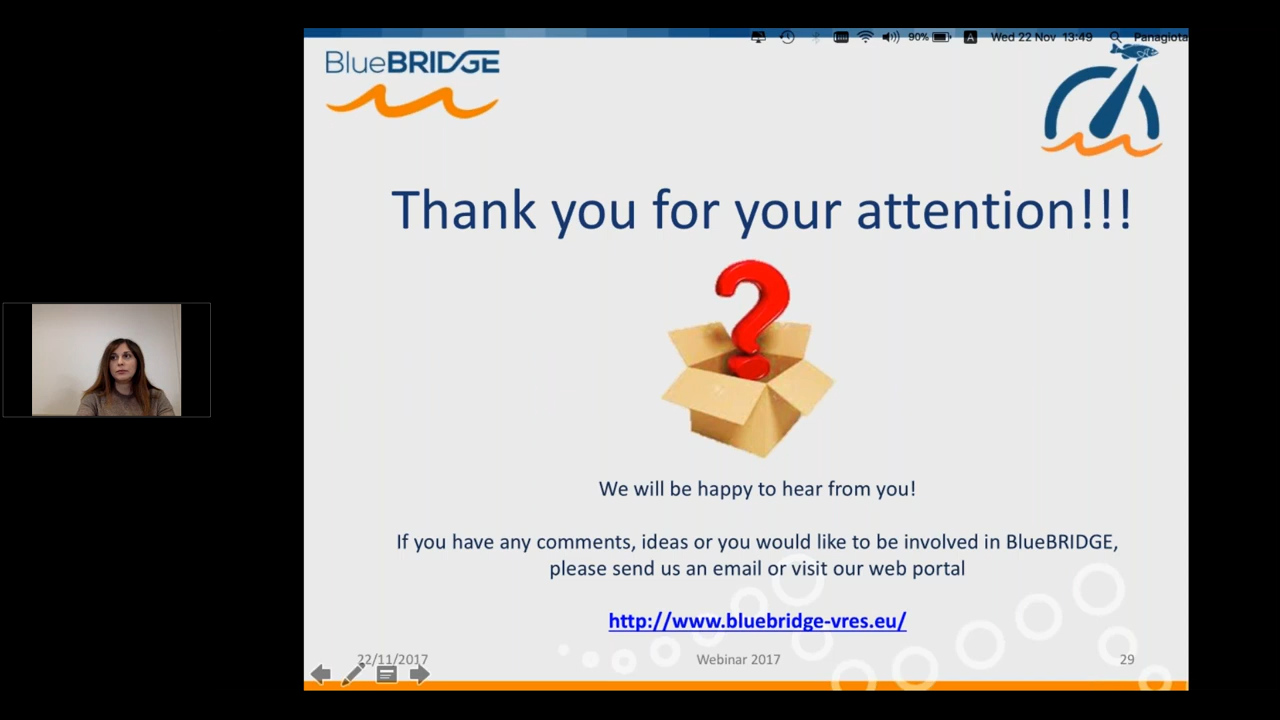 90% A Wed 22 Nov 13:49 Panagiota
BlueBRIDGE
Thank you for your attention!!!
We will be happy to hear from you!
If you have any comments, ideas or you would like to be involved in BlueBRIDGE,
please send us an email or visit our web portal
http://www.bluebridge-vres.eu/
22/11/2017 Webinar 2017 29